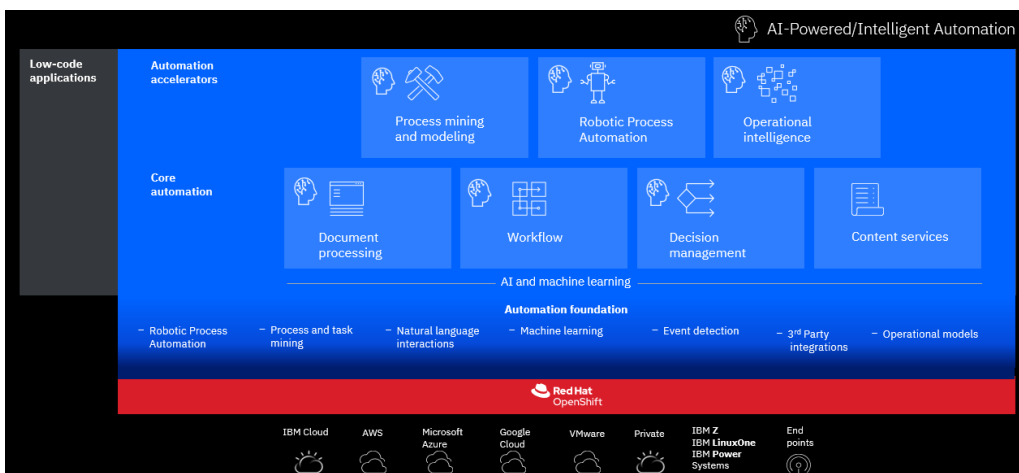 AI-Powered/Intelligent Automation
Low-code
applications
Automation
accelerators
Process mining
and modeling
Robotic Process
Automation
Operational
intelligence
Core
automation
Document
processing
Workflow
Decision
management
Content services
AI and machine learning
Automation foundation
– Robotic Process
Automation
– Process and task
mining
– Natural language
interactions
– Machine learning
– Event detection
– 3rd Party
integrations
– Operational models
Red Hat
OpenShift
IBM Cloud
AWS
Microsoft
Azure
Google
Cloud
VMware
Private
IBM Z
IBM LinuxOne
IBM Power
Systems
End
points